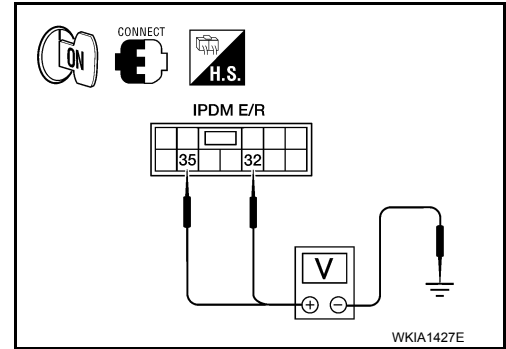 ON
CONNECT
H.S.
IPDM E/R
35 32
V
+ −
WKIA1427E